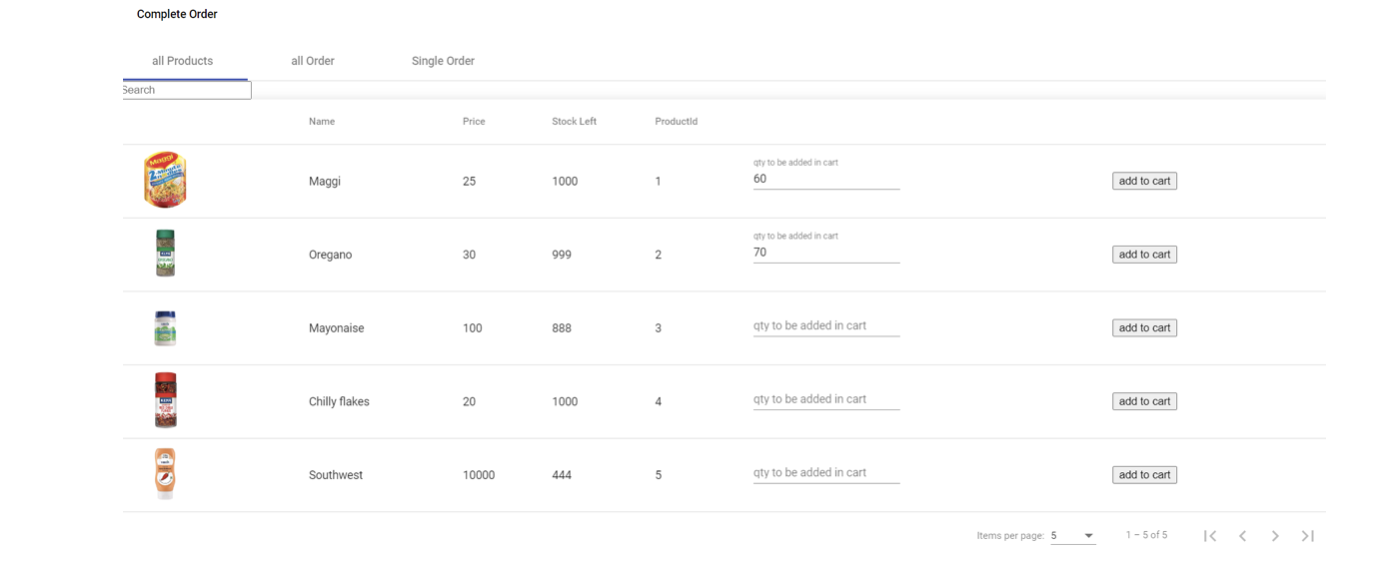 Complete Order
all Products all Order Single Order
Search
Name Price Stock Left ProductId
qty to be added in cart
Maggi 25 1000 1 60 add to cart
qty to be added in cart
Oregano 30 999 2 70 add to cart
Mayonaise 100 888 3 qty to be added in cart add to cart
Chilly flakes 20 1000 4 qty to be added in cart add to cart
Southwest 10000 444 5 qty to be added in cart add to cart
Items per page: 5 1 – 5 of 5